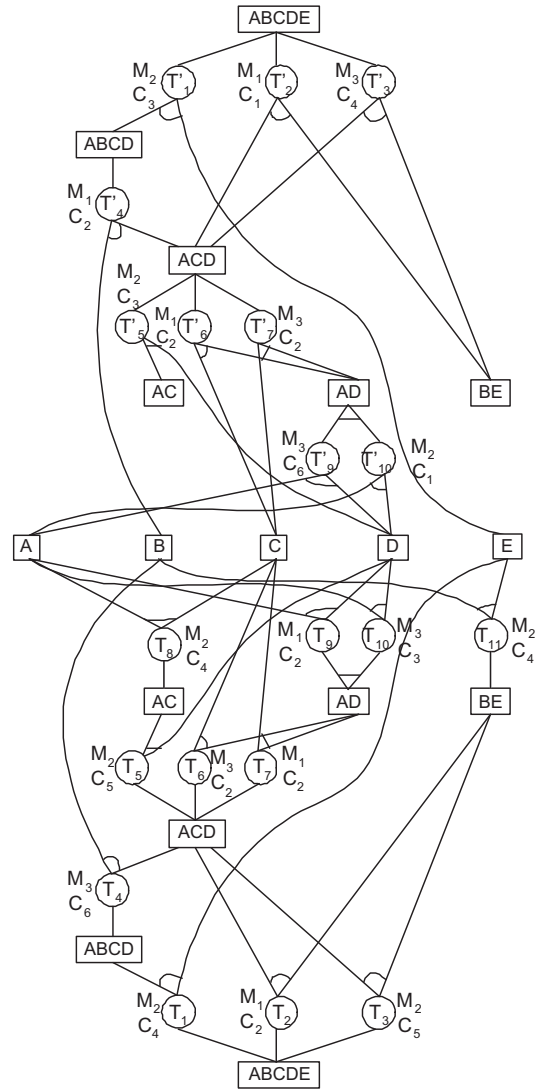 ABCDE
M2 T'1 M1 T'2 M3 T'3
C3 C1 C4
ABCD
M1 T'4
C2
ACD
M2 M1 M3
C3 T'5 C2 T'6 T'7 C2
AC AD BE
M3 T'9 T'10 M2
C6 C1
A B C D E
T8 M2 M1 T9 T10 M3 T11 M2
C4 C2 C3 C4
AC AD BE
M2 T5 T6 M3 T7 M1
C5 C2 C2
ACD
M3 T4
C6
ABCD
M2 T1 M1 T2 T3 M2
C4 C2 C5
ABCDE